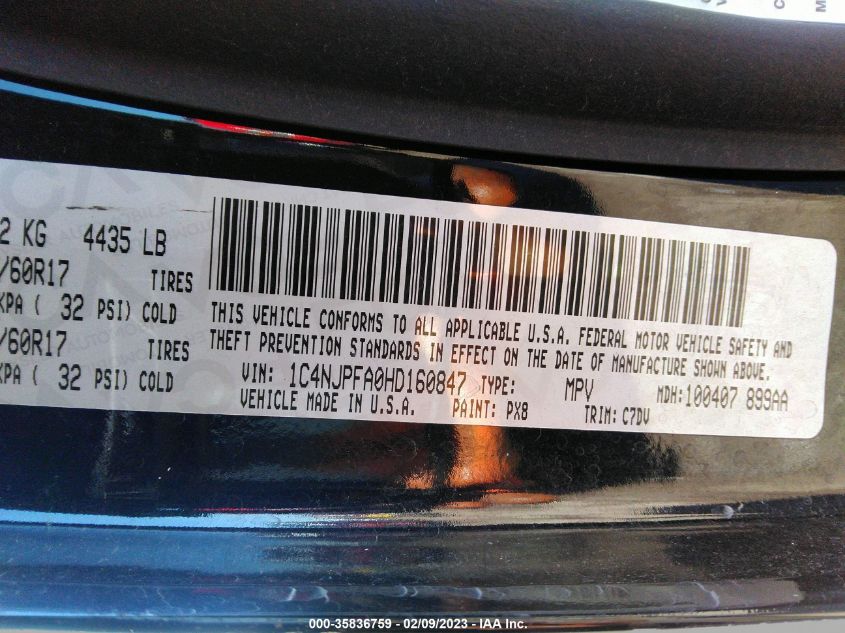 2 KG 4435 LB
/60R17 TIRES
KPA ( 32 PSI) COLD
/60R17 TIRES
KPA ( 32 PSI) COLD
THIS VEHICLE CONFORMS TO ALL APPLICABLE U.S.A. FEDERAL MOTOR VEHICLE SAFETY AND
THEFT PREVENTION STANDARDS IN EFFECT ON THE DATE OF MANUFACTURE SHOWN ABOVE.
VIN: 1C4NJPFA0HD160847 TYPE: MPV MDH: 100407 899AA
VEHICLE MADE IN U.S.A. PAINT: PX8 TRIM: C7DV
000-35836759 - 02/09/2023 - IAA Inc.